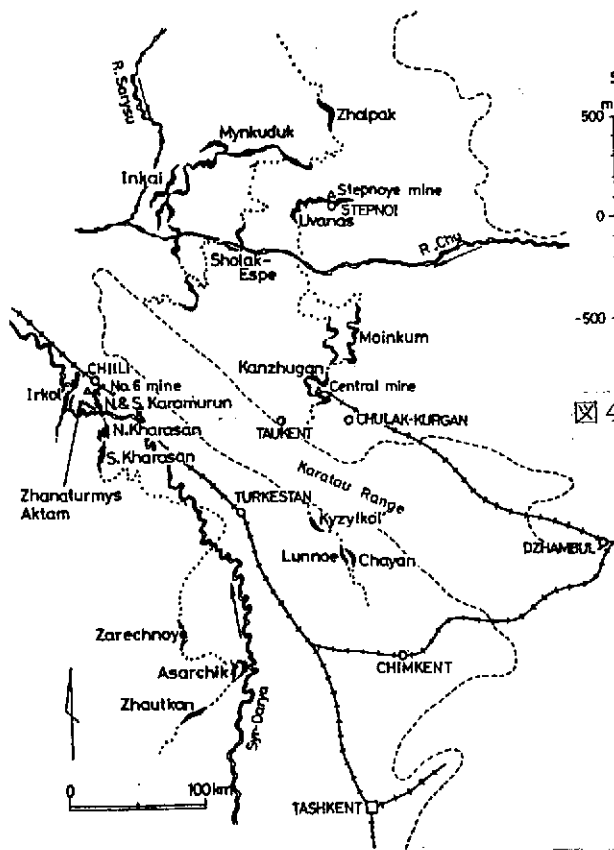 R. Sarysu
Zhalpak
500
Mynkuduk
Inkai
Stepnoye mine
STEPNOI
0
Uvanas
R. Chu
Sholak-
Espe
-500
Moinkum
Kanzhugan
CHIILI
Central mine
Irkol
No.6 mine
N.& S. Karamurun
CHULAK-KURGAN
図4
N. Kharasan
TAUKENT
S. Kharasan
Karatau Range
Zhanaturmys
Aktam
TURKESTAN
Kyzylkol
DZHAMBUL
Lunnoe
Chayan
Zarechnoye
CHIMKENT
Asarchik
Zhautkan
Syr-Darya
0
100km
TASHKENT